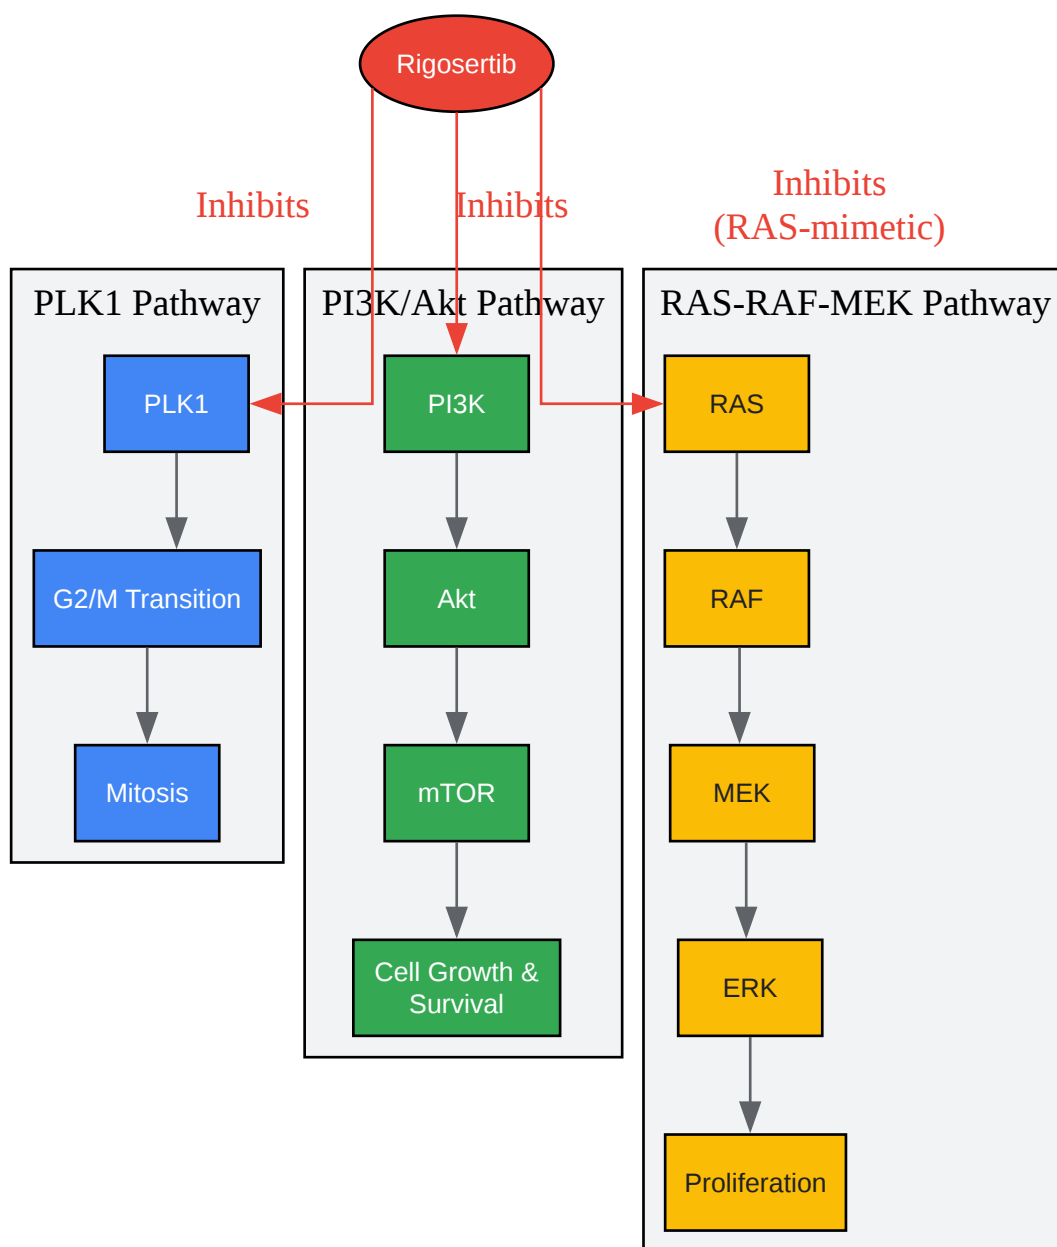 Rigosertib
Inhibits
Inhibits
Inhibits
(RAS-mimetic)
PLK1 Pathway
PLK1
G2/M Transition
Mitosis
PI3K/Akt Pathway
PI3K
Akt
mTOR
Cell Growth &
Survival
RAS-RAF-MEK Pathway
RAS
RAF
MEK
ERK
Proliferation